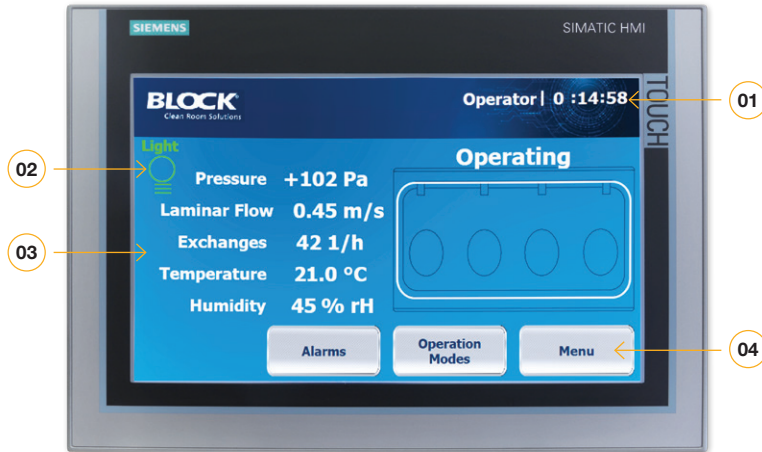 SIEMENS
SIMATIC HMI
TOUCH
BLOCK
Clean Room Solutions
Operator| 0 :14:58
01
Light
02
Operating
Pressure +102 Pa
Laminar Flow 0.45 m/s
03
Exchanges 42 1/h
Temperature 21.0 °C
Humidity 45 % rH
Alarms
Operation
Modes
Menu
04